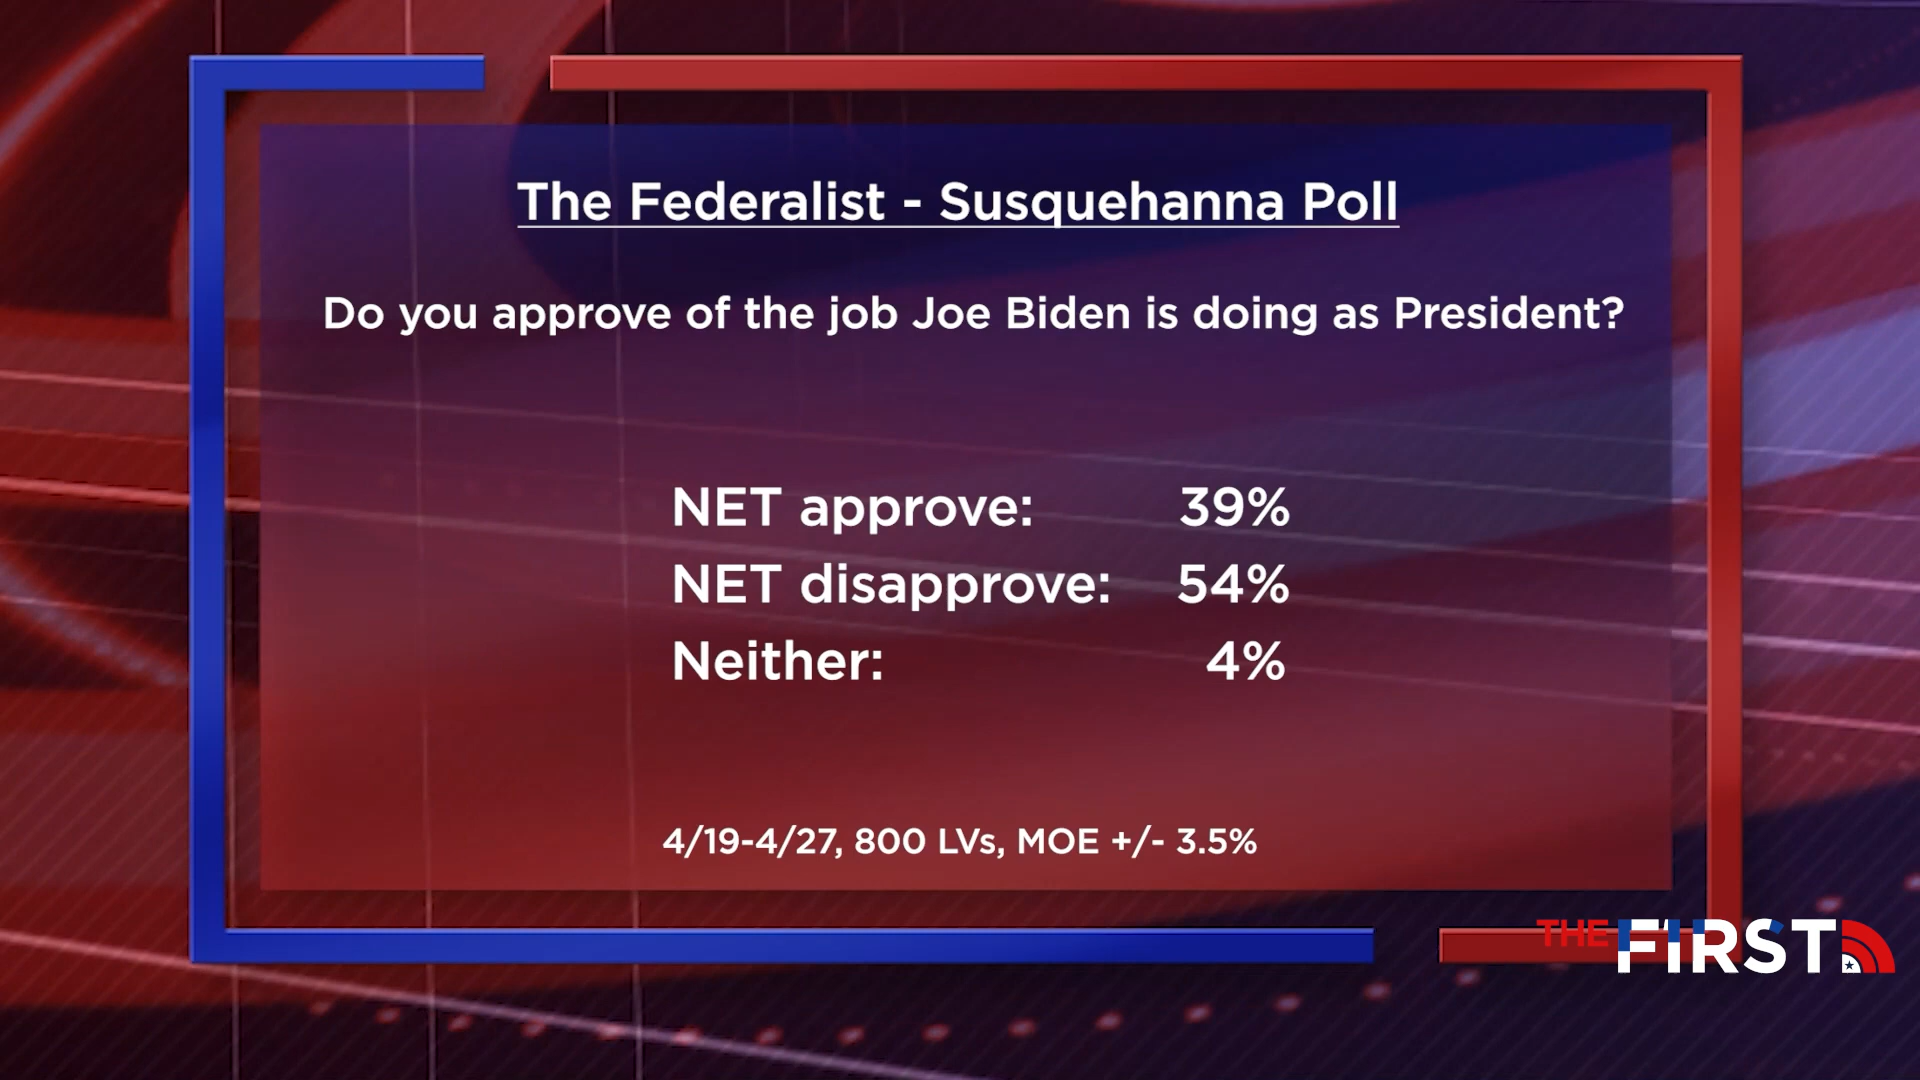 The Federalist - Susquehanna Poll
Do you approve of the job Joe Biden is doing as President?
NET approve: 39%
NET disapprove: 54%
Neither: 4%
4/19-4/27, 800 LVs, MOE +/- 3.5%
THE FIRST